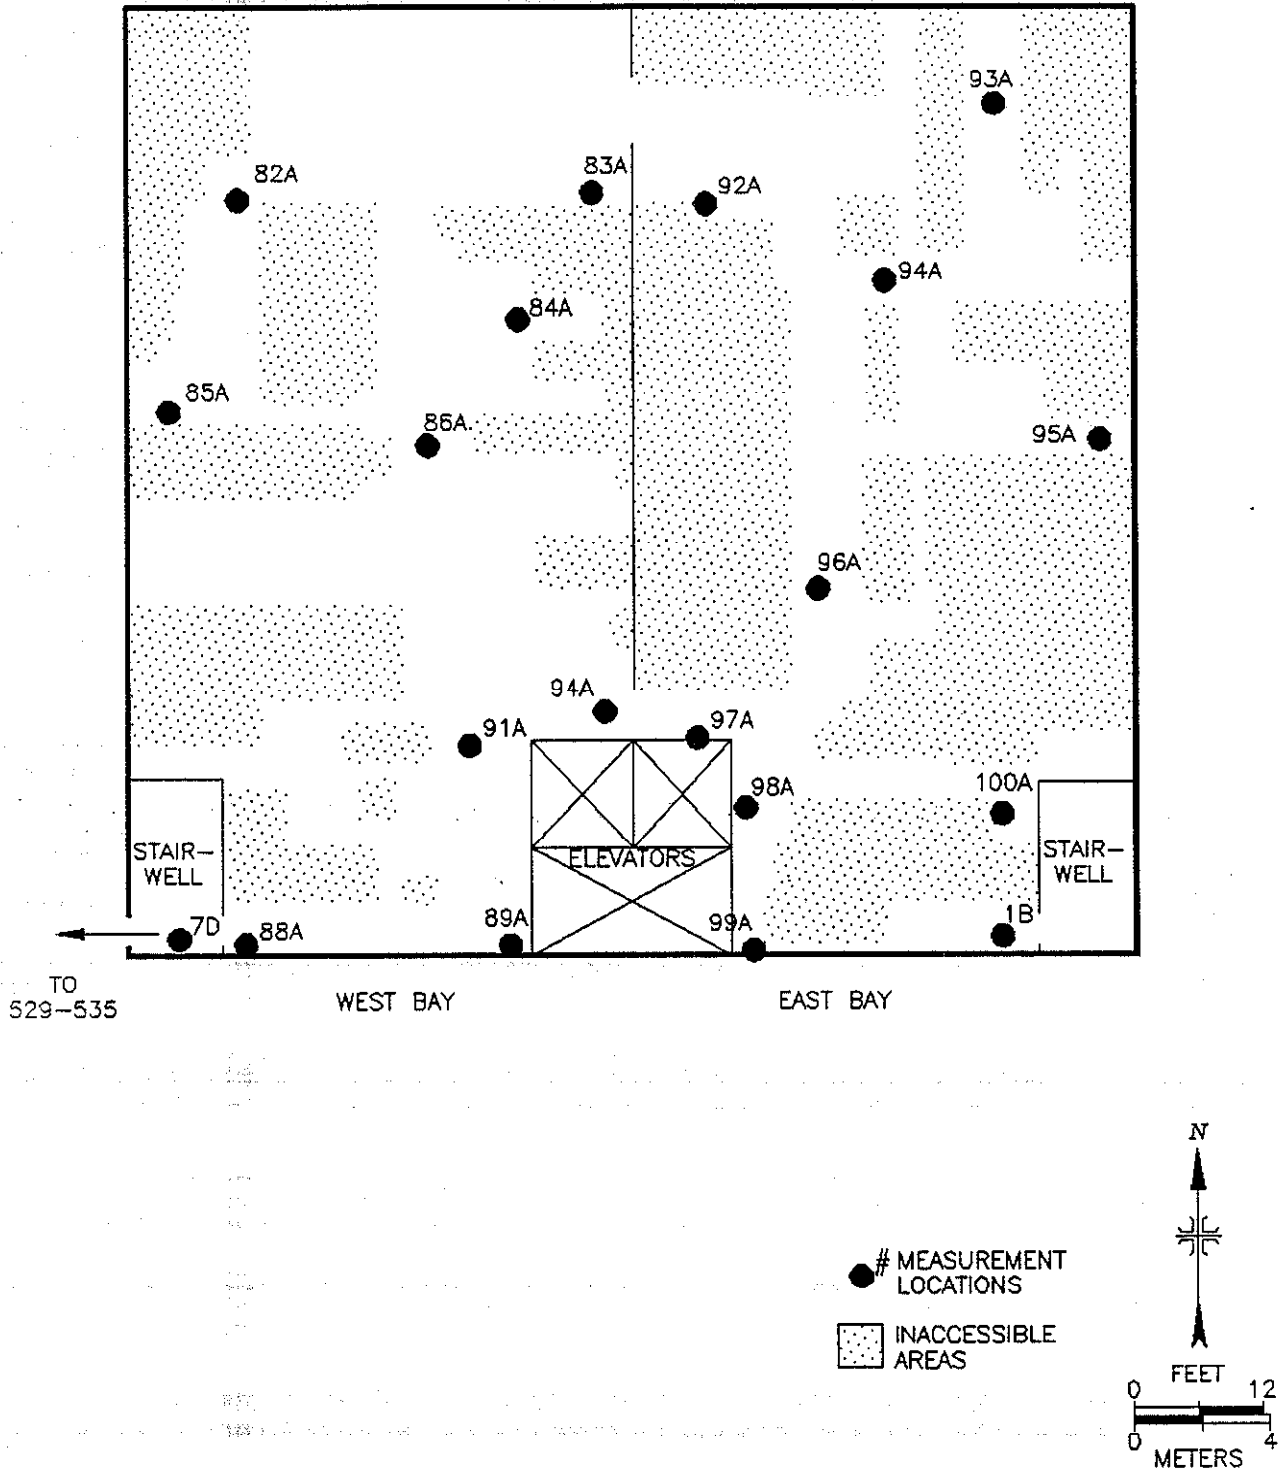 93A
82A
83A
92A
94A
84A
85A
86A
95A
96A
94A
97A
91A
98A
100A
STAIR-
WELL
ELEVATORS
STAIR-
WELL
7D
88A
89A
99A
1B
TO
529-535
WEST BAY
EAST BAY
N
# MEASUREMENT
LOCATIONS
INACCESSIBLE
AREAS
FEET
0 12
0 4
METERS